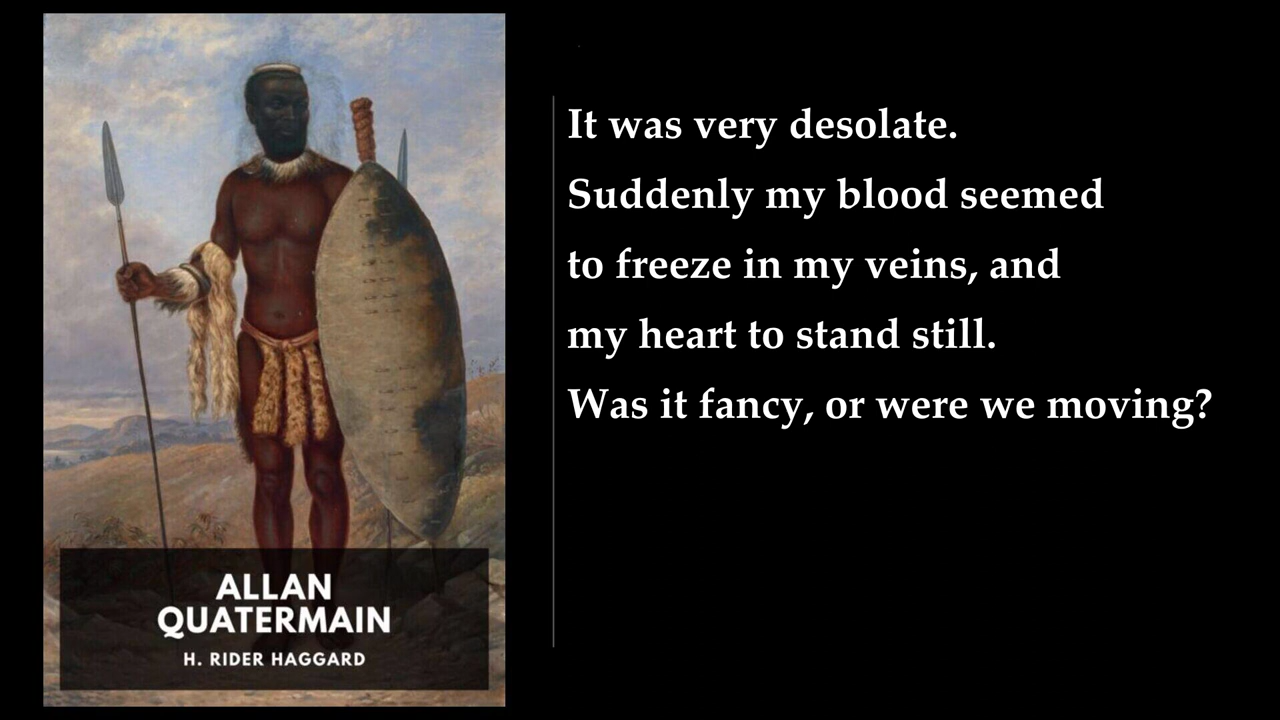 It was very desolate.
Suddenly my blood seemed
to freeze in my veins, and
my heart to stand still.
Was it fancy, or were we moving?
ALLAN
QUATERMAIN
H. RIDER HAGGARD